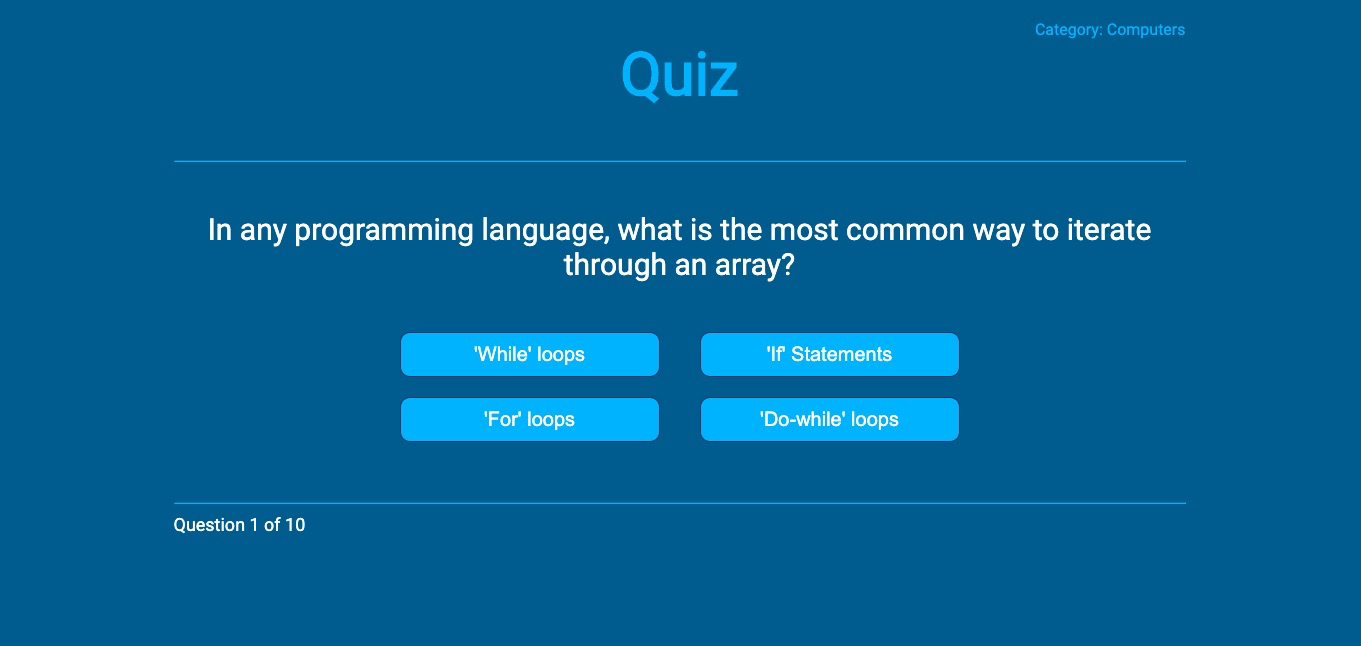 Category: Computers
Quiz
In any programming language, what is the most common way to iterate
through an array?
'While' loops
'If' Statements
'For' loops
'Do-while' loops
Question 1 of 10